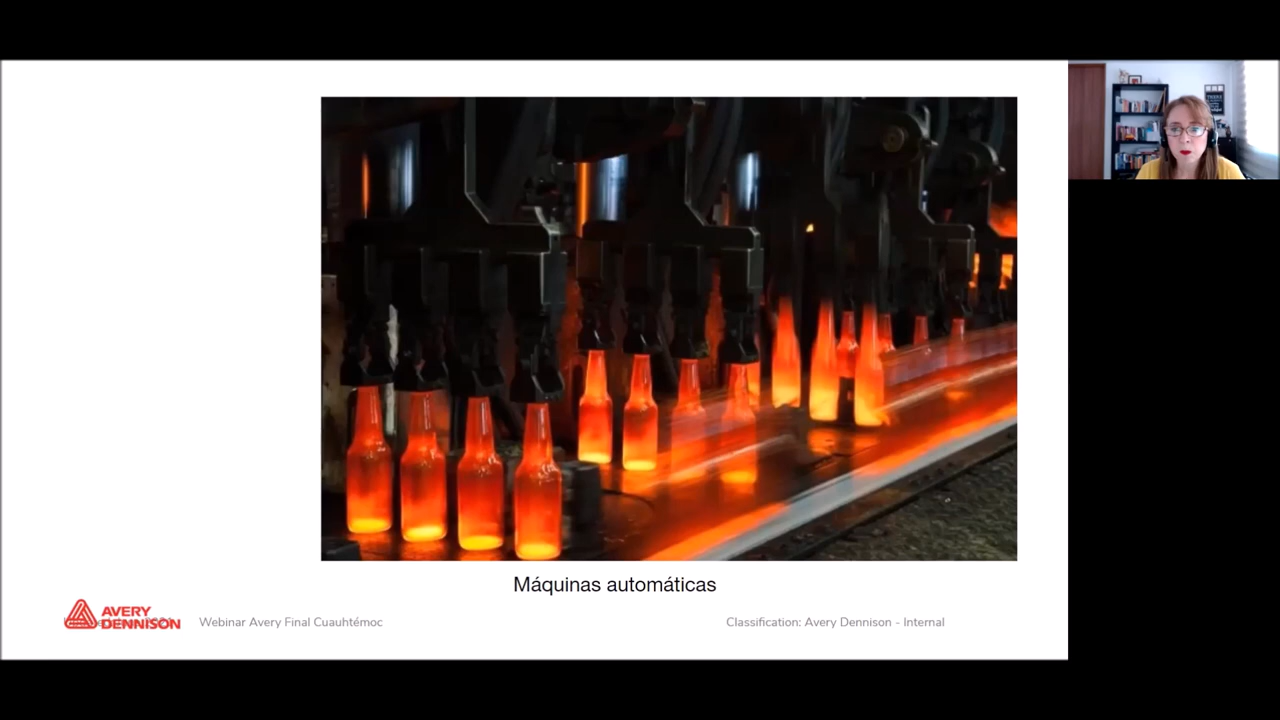 Máquinas automáticas
AVERY
DENNISON
Webinar Avery Final Cuauhtémoc
Classification: Avery Dennison - Internal